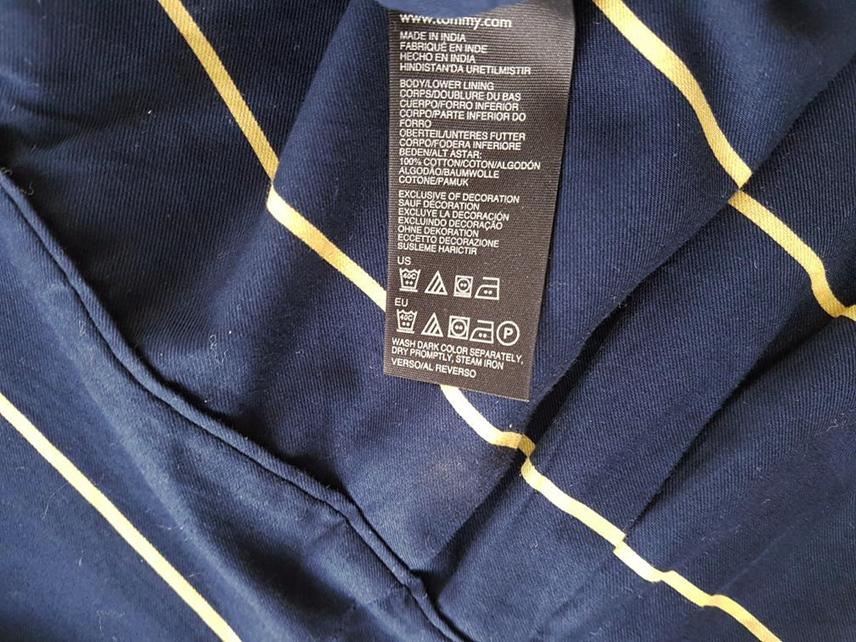 www.tommy.com
MADE IN INDIA
FABRIQUÉ EN INDE
HECHO EN INDIA
HINDISTAN'DA URETILMISTIR
BODY/LOWER LINING
CORPS/DOUBLURE DU BAS
CUERPO/FORRO INFERIOR
CORPO/PARTE INFERIOR DO
FORRO
OBERTEIL/UNTERES FUTTER
CORPO/FODERA INFERIORE
BEDEN/ALT ASTAR:
100% COTTON/COTON/ALGODÓN
ALGODÃO/BAUMWOLLE
COTONE/PAMUK
EXCLUSIVE OF DECORATION
SAUF DÉCORATION
EXCLUYE LA DECORACIÓN
EXCLUINDO DECORAÇÃO
OHNE DEKORATION
ECCETTO DECORAZIONE
SUSLEME HARICTIR
US
40C
EU
40C P
WASH DARK COLOR SEPARATELY,
DRY PROMPTLY, STEAM IRON
VERSO/AL REVERSO